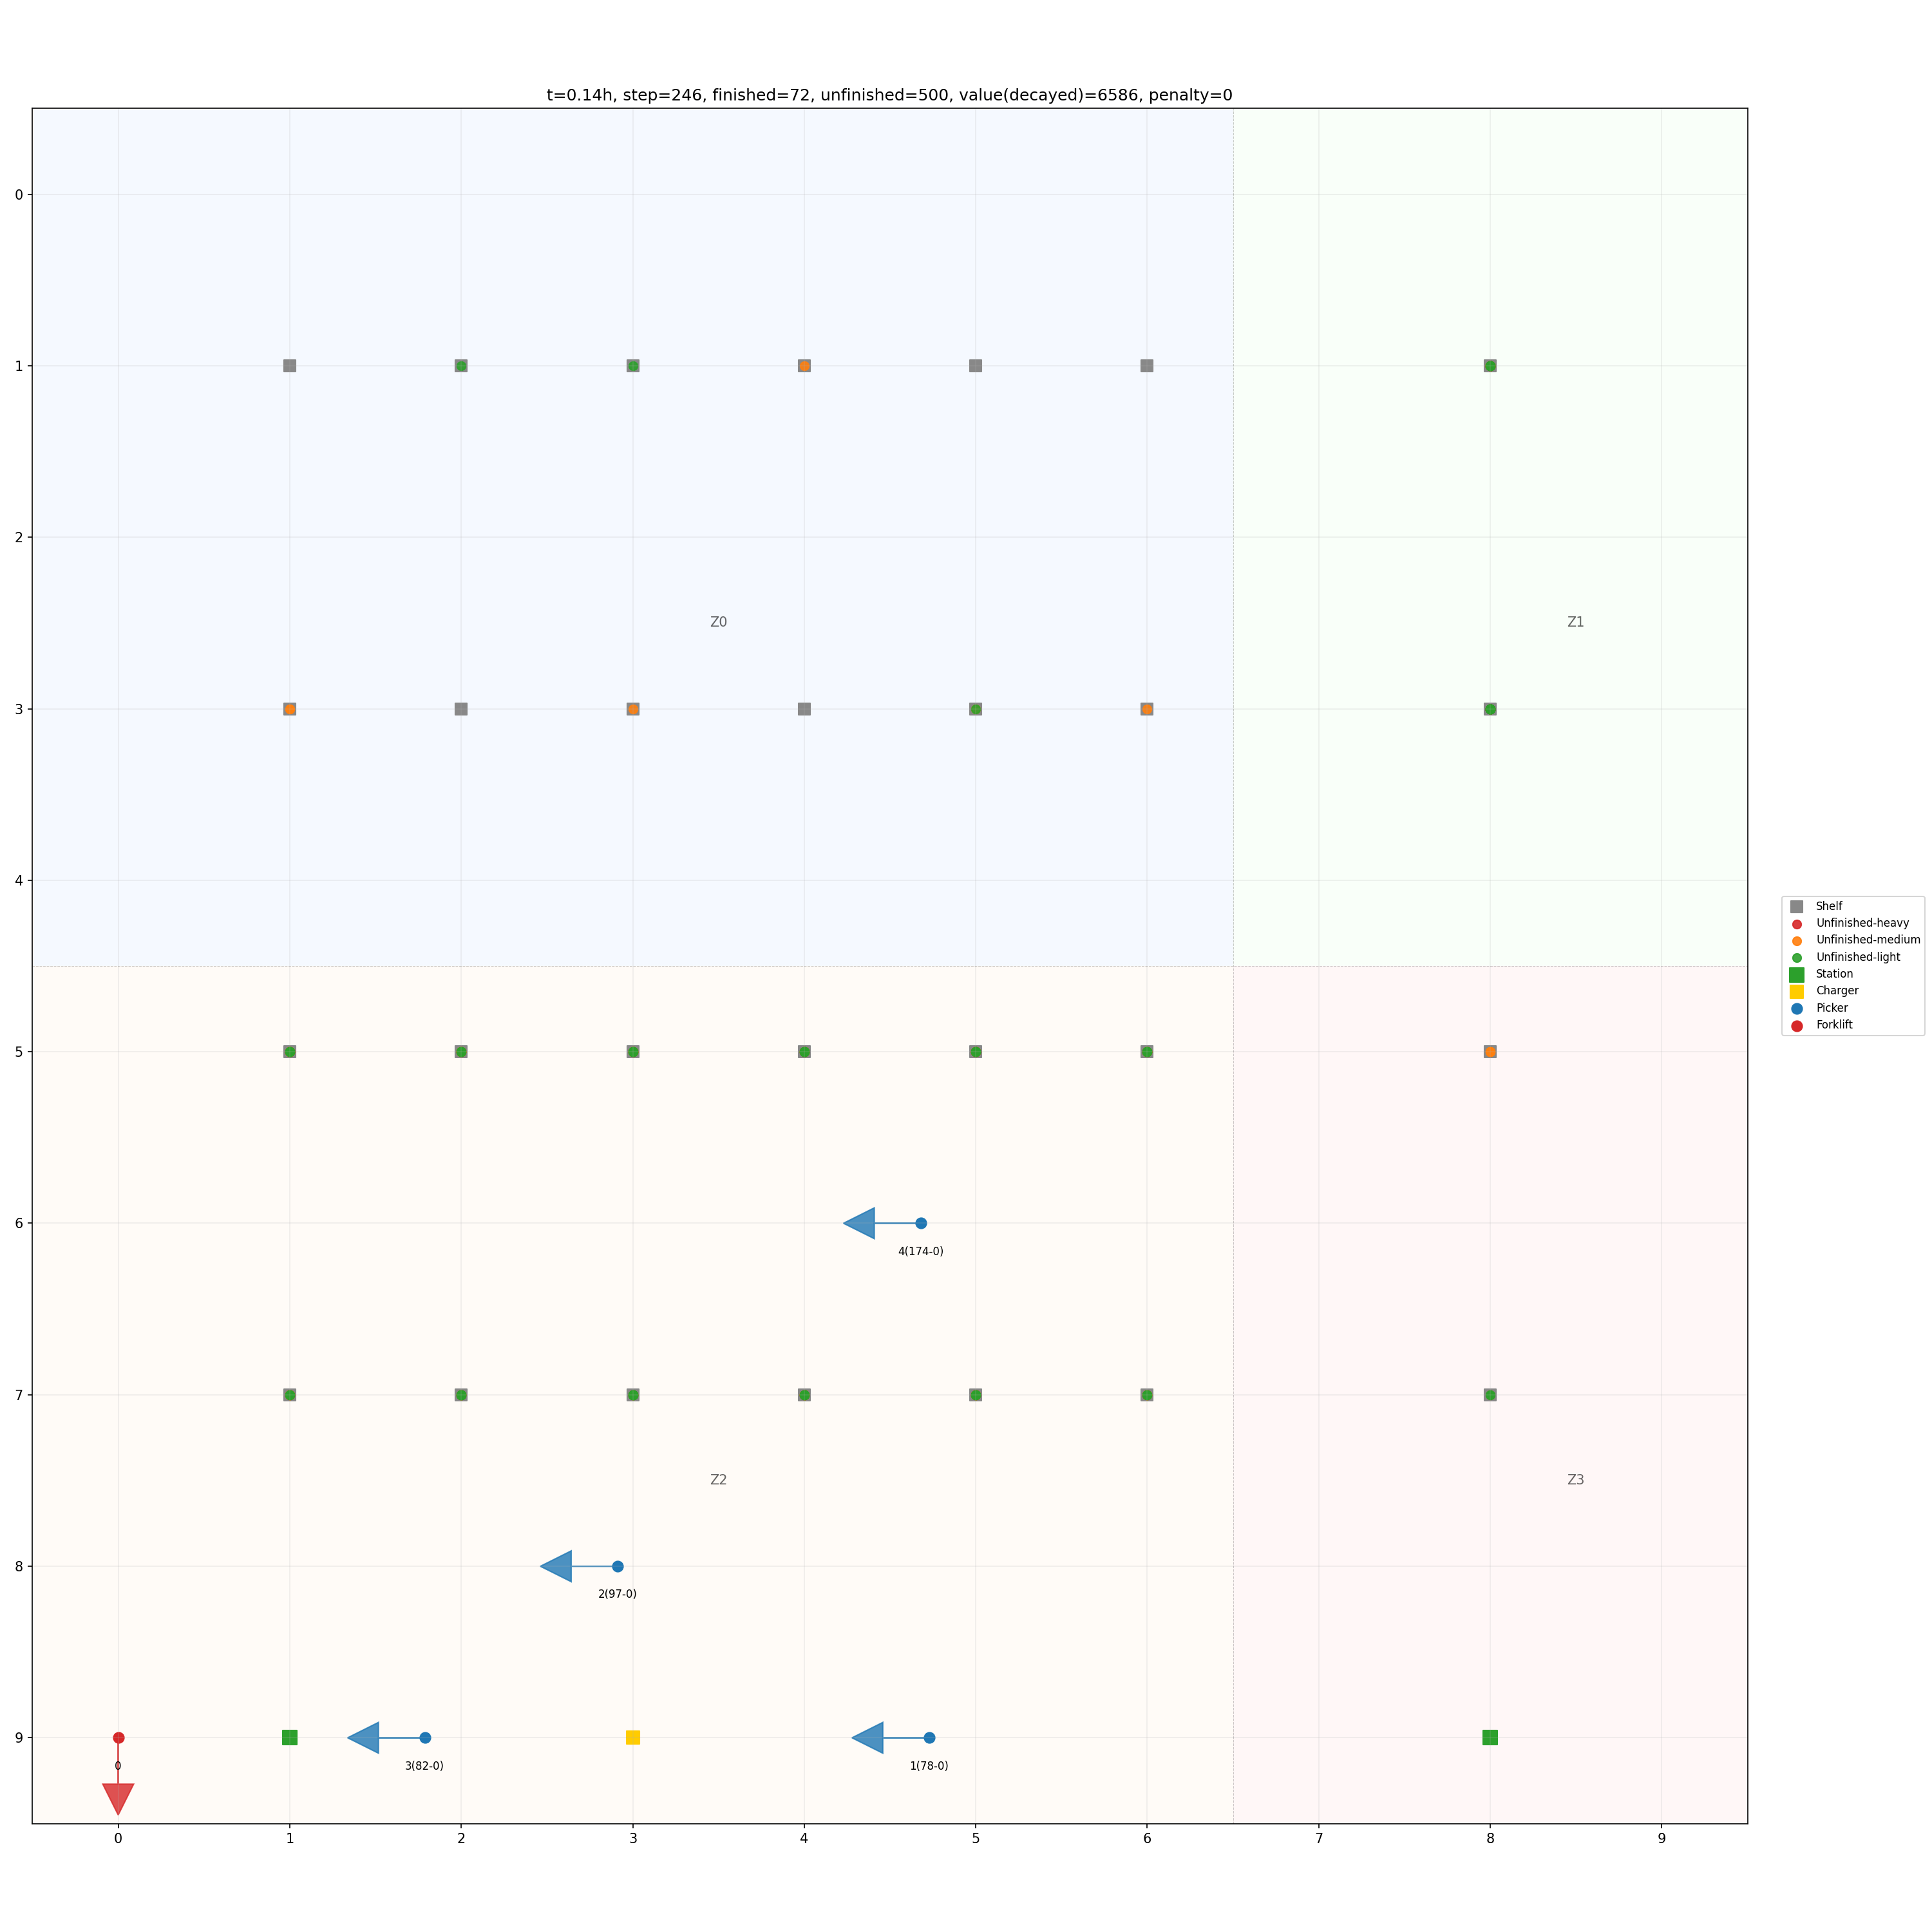 t=0.14h, step=246, finished=72, unfinished=500, value(decayed)=6586, penalty=0
0
1
2
Z0
Z1
3
4
Shelf
Unfinished-heavy
Unfinished-medium
Unfinished-light
Station
Charger
Picker
Forklift
5
6
4(174-0)
7
Z2
Z3
8
2(97-0)
9
0
3(82-0)
1(78-0)
0 1 2 3 4 5 6 7 8 9